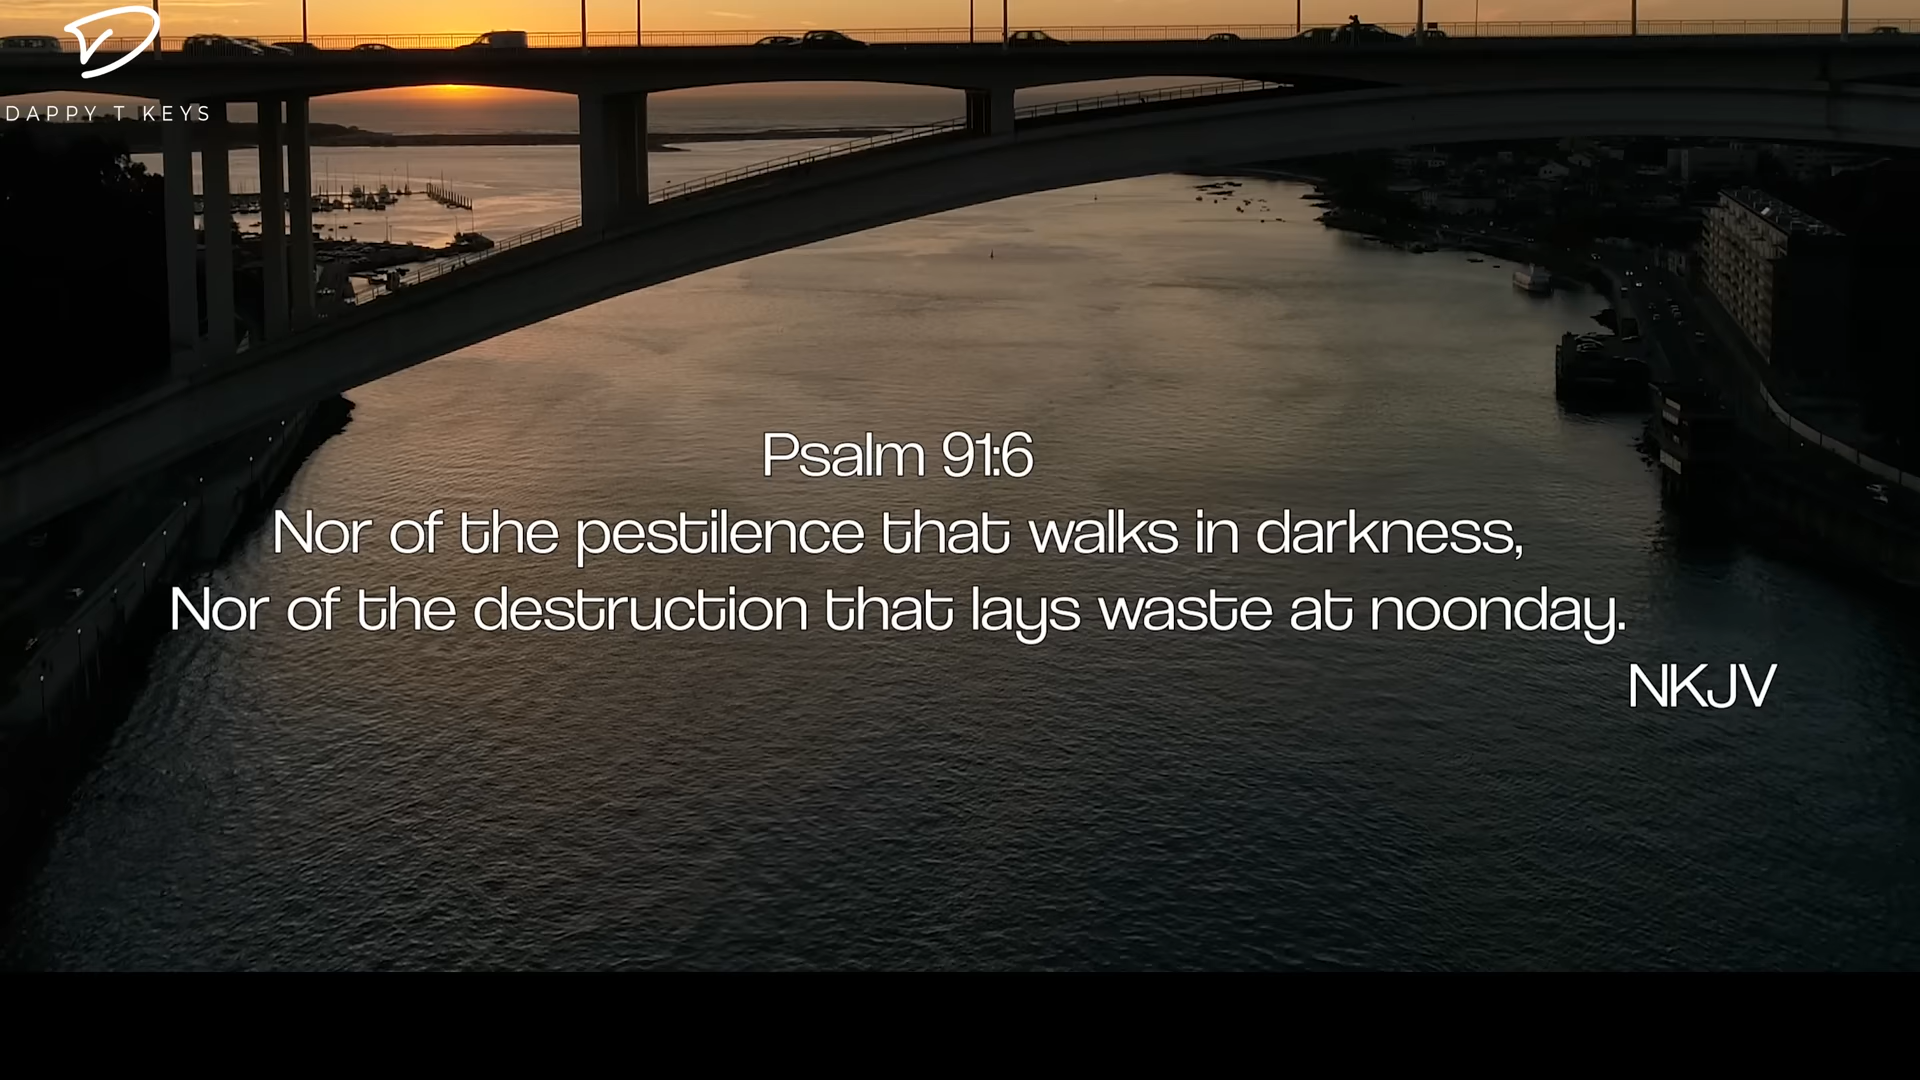 DAPPY T KEYS
Psalm 91:6
Nor of the pestilence that walks in darkness,
Nor of the destruction that lays waste at noonday.
NKJV